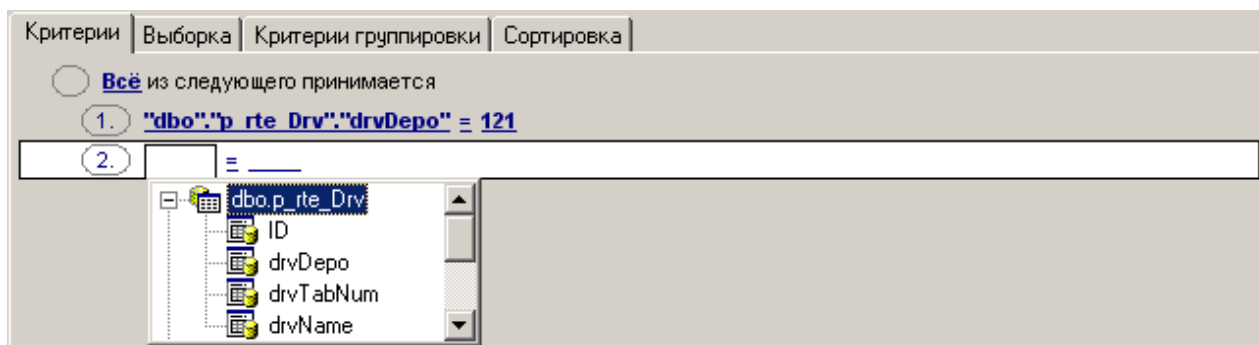 Критерии Выборка Критерии группировки Сортировка
Всё из следующего принимается
1. "dbo"."p_rte_Drv"."drvDepo" = 121
2. =
dbo.p_rte_Drv
ID
drvDepo
drvTabNum
drvName